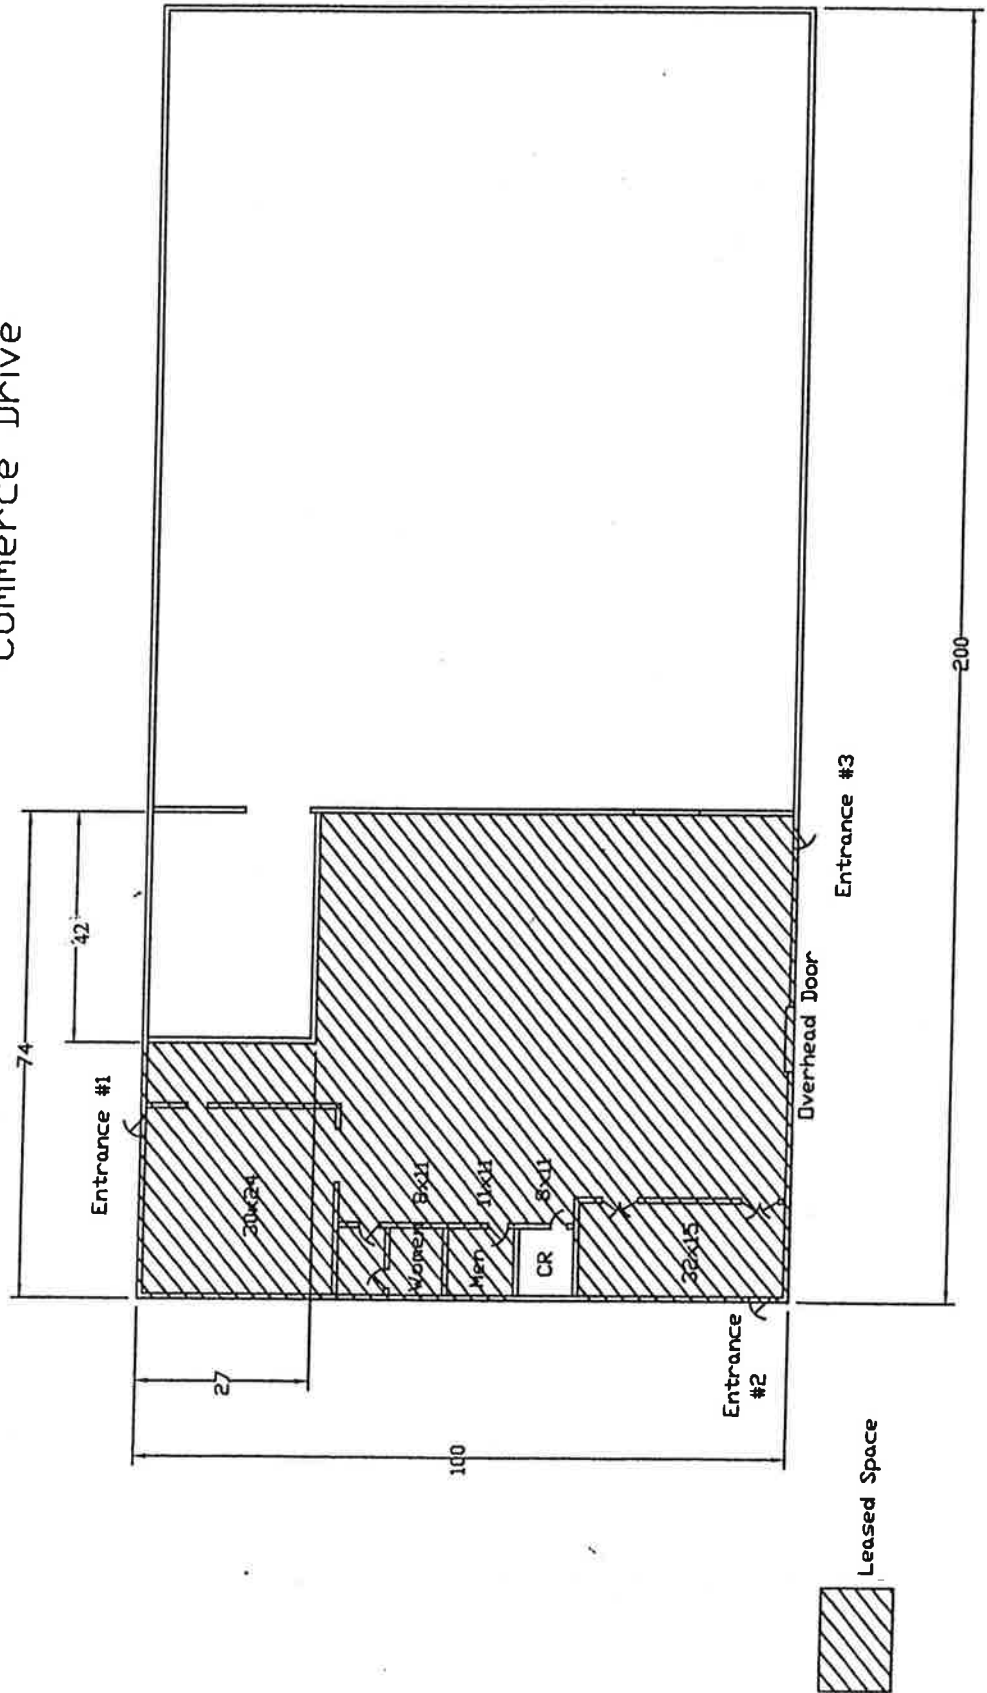 Commerce Drive
74
42
Entrance #1
30x24
Women
8x11
Men
11x11
CR
8x11
32x15
27
100
Entrance
#2
Overhead Door
Entrance #3
200
Leased Space